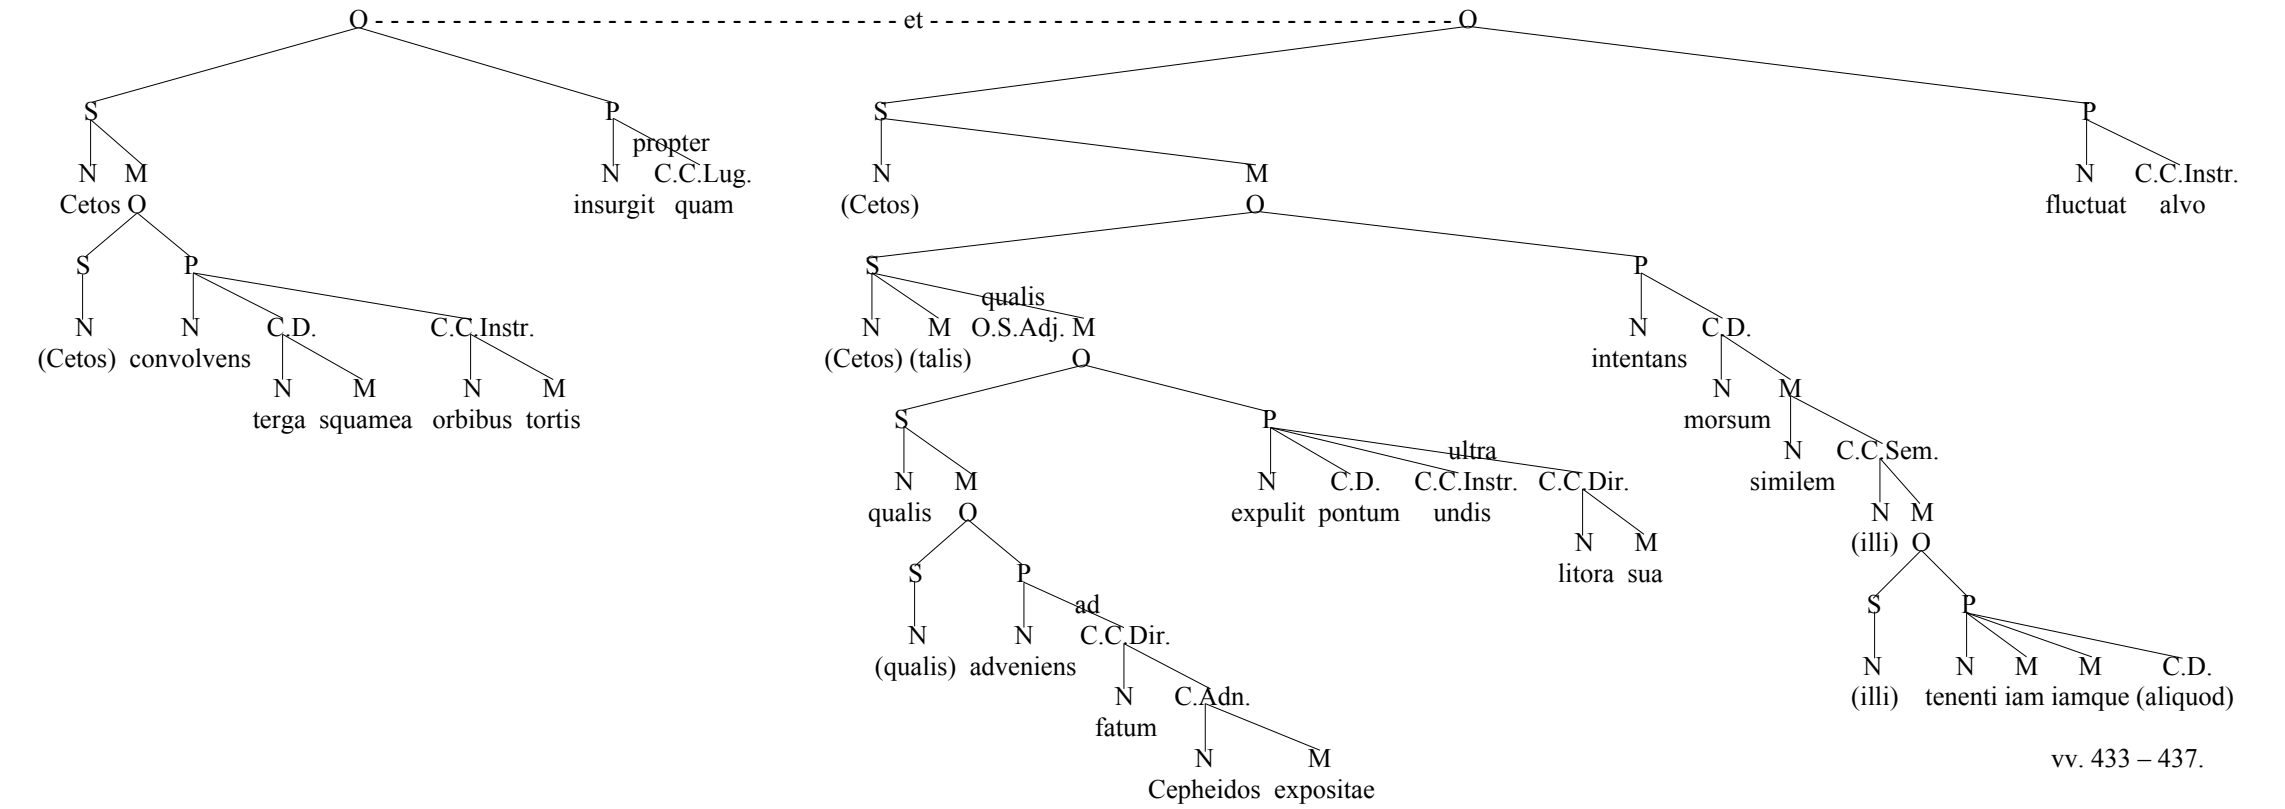 O et O
S P S P
propter
N M N C.C.Lug. N M N C.C.Instr.
Cetos O insurgit quam (Cetos) O fluctuat alvo
S P S P
qualis
N N C.D. C.C.Instr. N M O.S.Adj. M N C.D.
(Cetos) convolvens (Cetos) (talis) O intentans
N M N M N M
terga squamea orbibus tortis S P morsum
ultra N C.C.Sem.
N M N C.D. C.C.Instr. C.C.Dir. similem
qualis O expulit pontum undis N M
N M (illi) O
S P litora sua
ad S P
N N C.C.Dir.
(qualis) adveniens N N M M C.D.
N C.Adn. (illi) tenenti iam iamque (aliquod)
fatum
N M vv. 433 – 437.
Cepheidos expositae